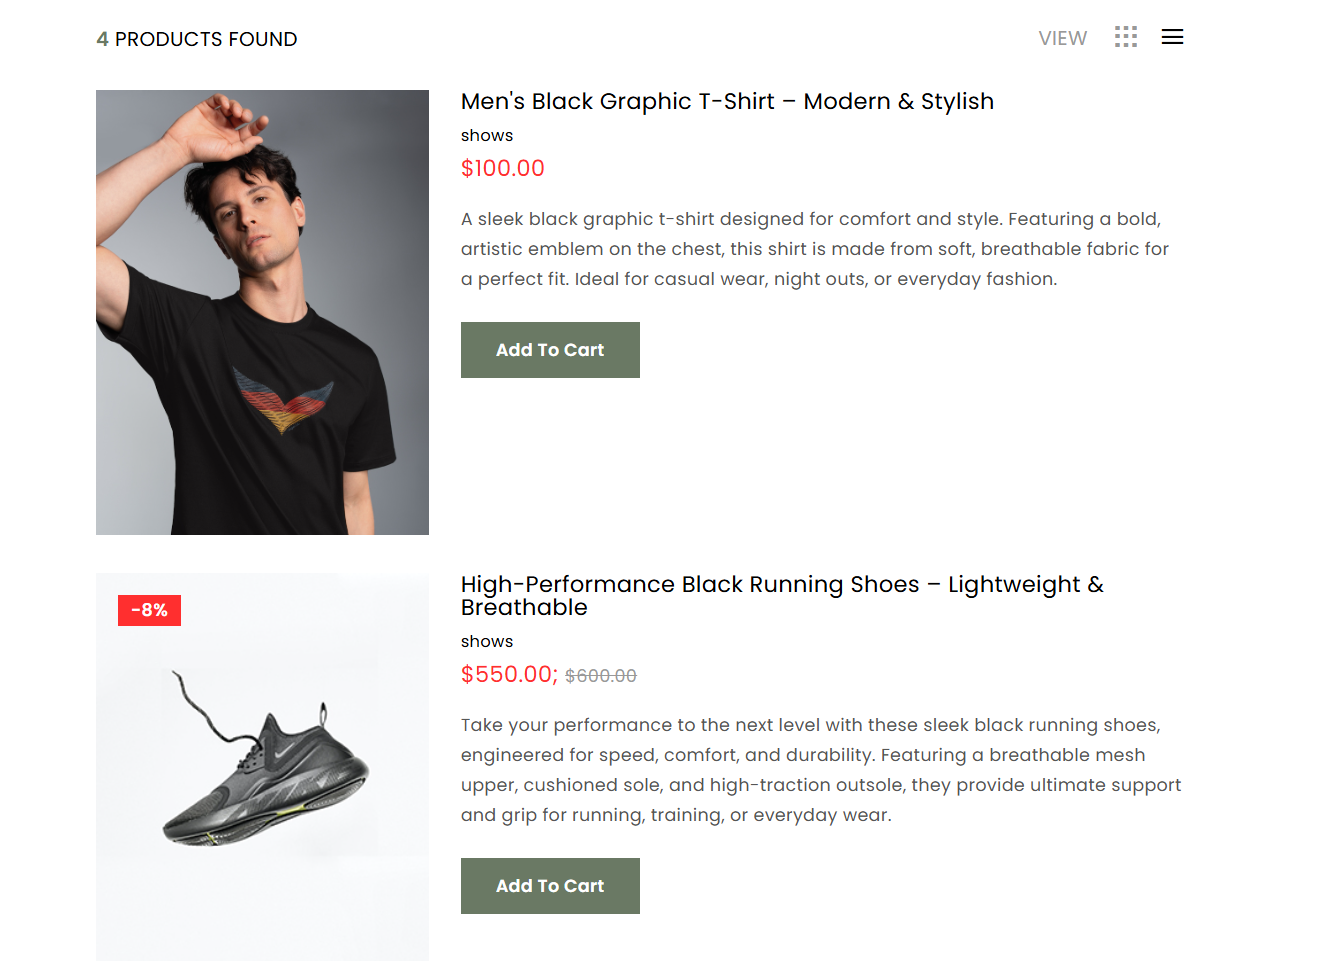 4 PRODUCTS FOUND
VIEW
Men's Black Graphic T-Shirt – Modern & Stylish
shows
$100.00
A sleek black graphic t-shirt designed for comfort and style. Featuring a bold,
artistic emblem on the chest, this shirt is made from soft, breathable fabric for
a perfect fit. Ideal for casual wear, night outs, or everyday fashion.
Add To Cart
-8%
High-Performance Black Running Shoes – Lightweight &
Breathable
shows
$550.00; $600.00
Take your performance to the next level with these sleek black running shoes,
engineered for speed, comfort, and durability. Featuring a breathable mesh
upper, cushioned sole, and high-traction outsole, they provide ultimate support
and grip for running, training, or everyday wear.
Add To Cart